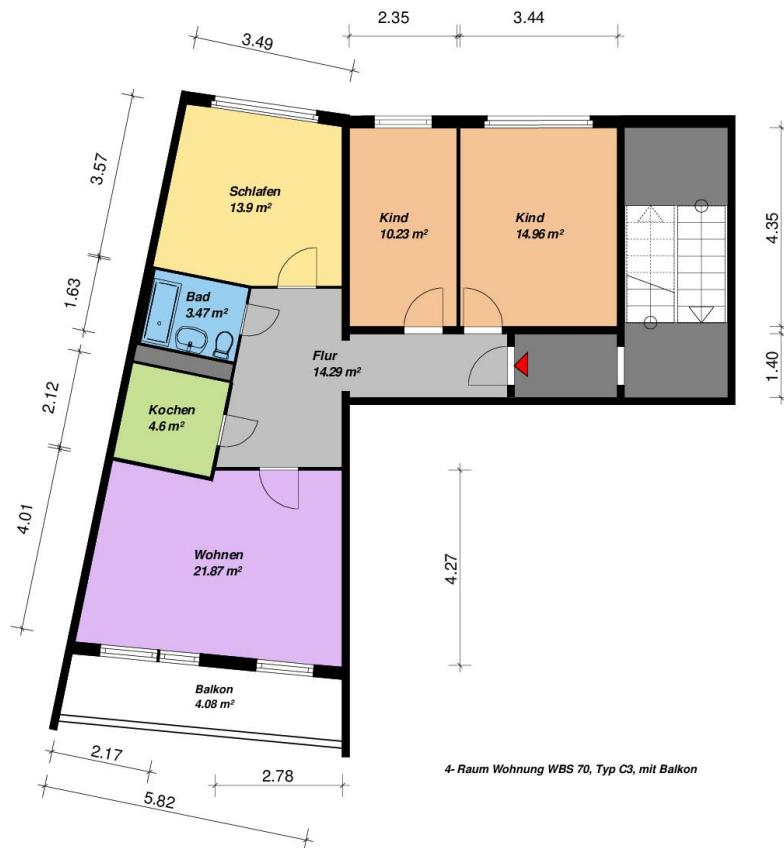 2.35
3.44
3.49
3.57
Schlafen
13.9 m²
Kind
10.23 m²
Kind
14.96 m²
4.35
1.63
Bad
3.47 m²
Flur
14.29 m²
1.40
2.12
Kochen
4.6 m²
4.01
Wohnen
21.87 m²
4.27
Balkon
4.08 m²
2.17
2.78
5.82
4- Raum Wohnung WBS 70, Typ C3, mit Balkon